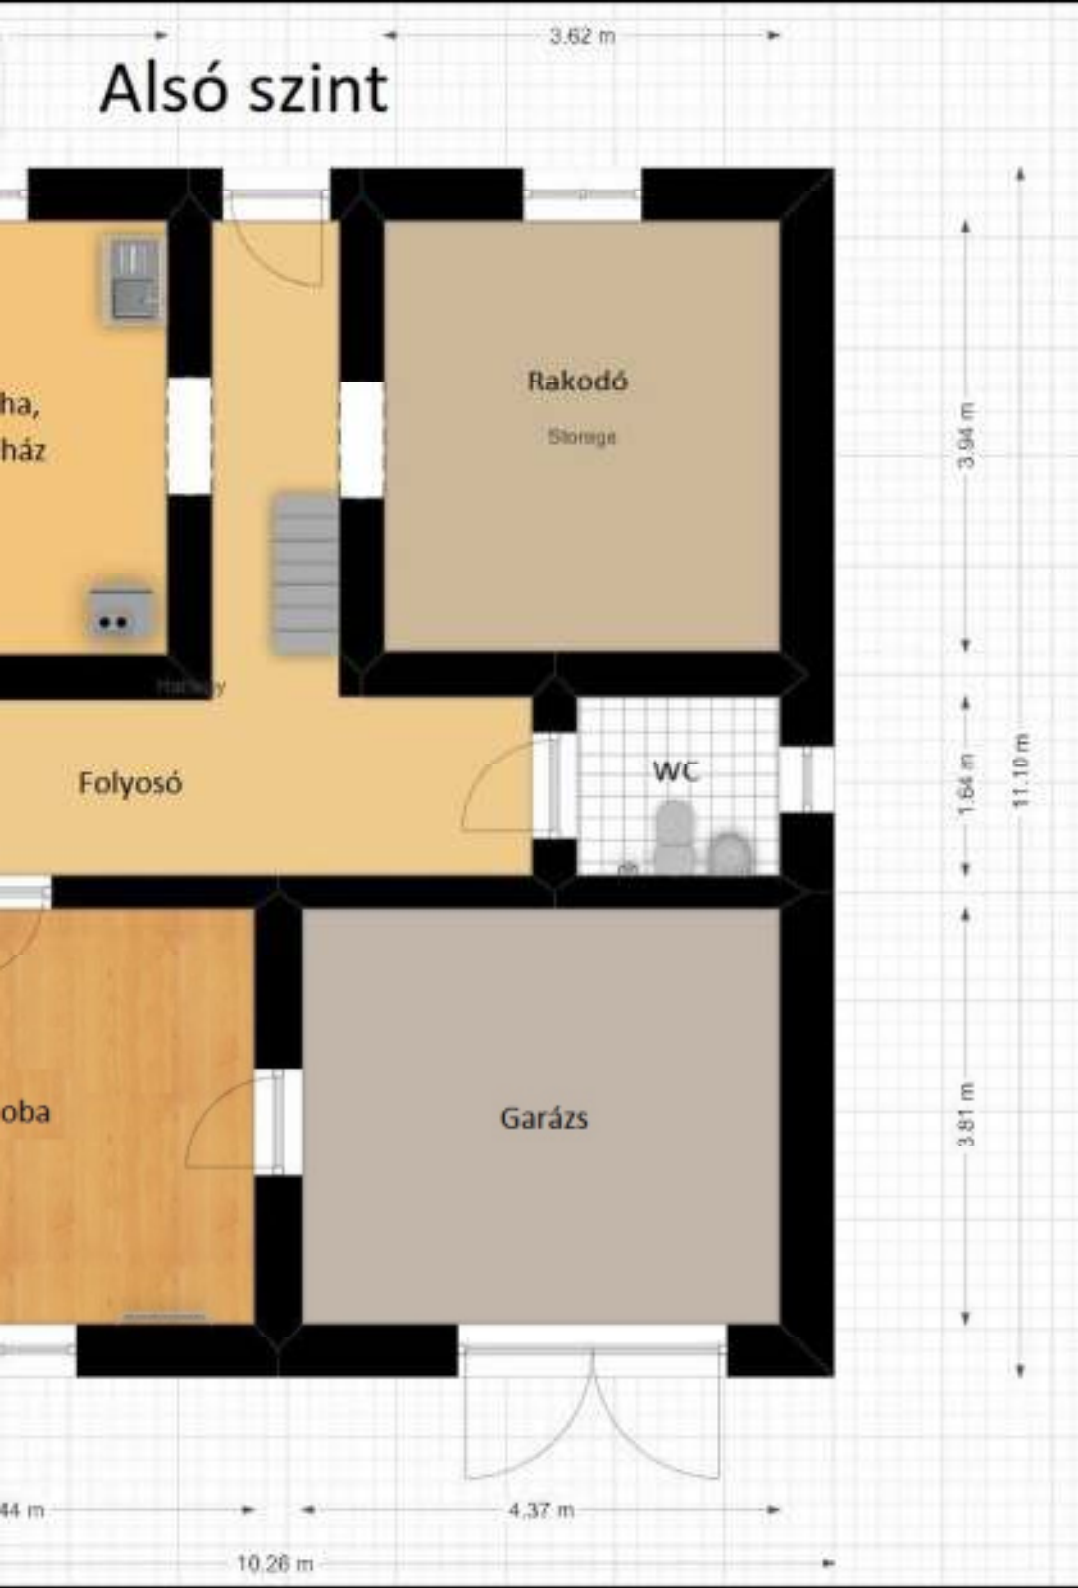 3.62 m
Alsó szint
Rakodó
Storage
ha,
ház
3.94 m
Folyosó
WC
1.64 m
11.10 m
oba
Garázs
3.81 m
44 m
4.37 m
10.26 m